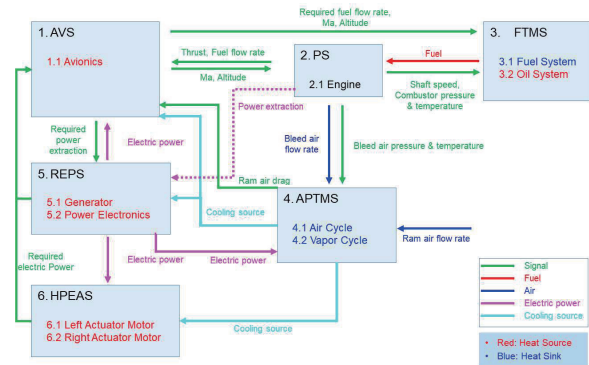 Required fuel flow rate,
Ma, Altitude
1. AVS
1.1 Avionics
Thrust, Fuel flow rate
Ma, Altitude
2. PS
2.1 Engine
Fuel
Shaft speed,
Combustor pressure
& temperature
3. FTMS
3.1 Fuel System
3.2 Oil System
Power extraction
Required
power
extraction
Electric power
Bleed air
flow rate
Bleed air pressure & temperature
5. REPS
5.1 Generator
5.2 Power Electronics
Ram air drag
Cooling source
4. APTMS
4.1 Air Cycle
4.2 Vapor Cycle
Ram air flow rate
Required
electric Power
Electric power
Electric power
6. HPEAS
6.1 Left Actuator Motor
6.2 Right Actuator Motor
Cooling source
Signal
Fuel
Air
Electric power
Cooling source
• Red: Heat Source
• Blue: Heat Sink